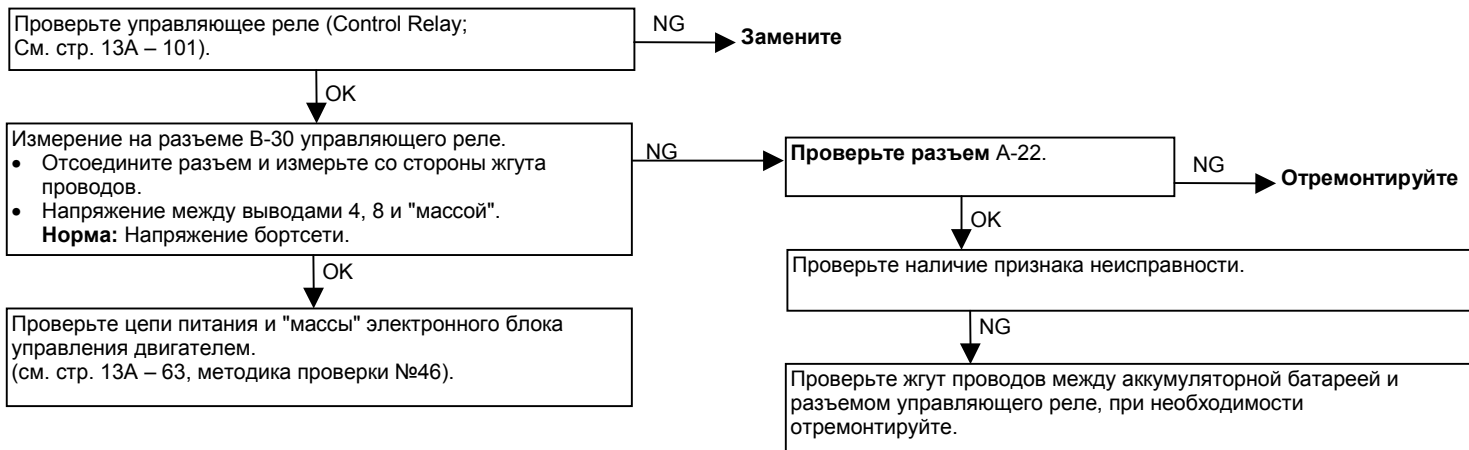 Проверьте управляющее реле (Control Relay;
См. стр. 13А – 101).
NG
Замените
OK
Измерение на разъеме В-30 управляющего реле.
• Отсоедините разъем и измерьте со стороны жгута
проводов.
• Напряжение между выводами 4, 8 и "массой".
Норма: Напряжение бортсети.
NG
Проверьте разъем А-22.
NG
Отремонтируйте
OK
Проверьте наличие признака неисправности.
NG
Проверьте жгут проводов между аккумуляторной батареей и
разъемом управляющего реле, при необходимости
отремонтируйте.
OK
Проверьте цепи питания и "массы" электронного блока
управления двигателем.
(см. стр. 13А – 63, методика проверки №46).